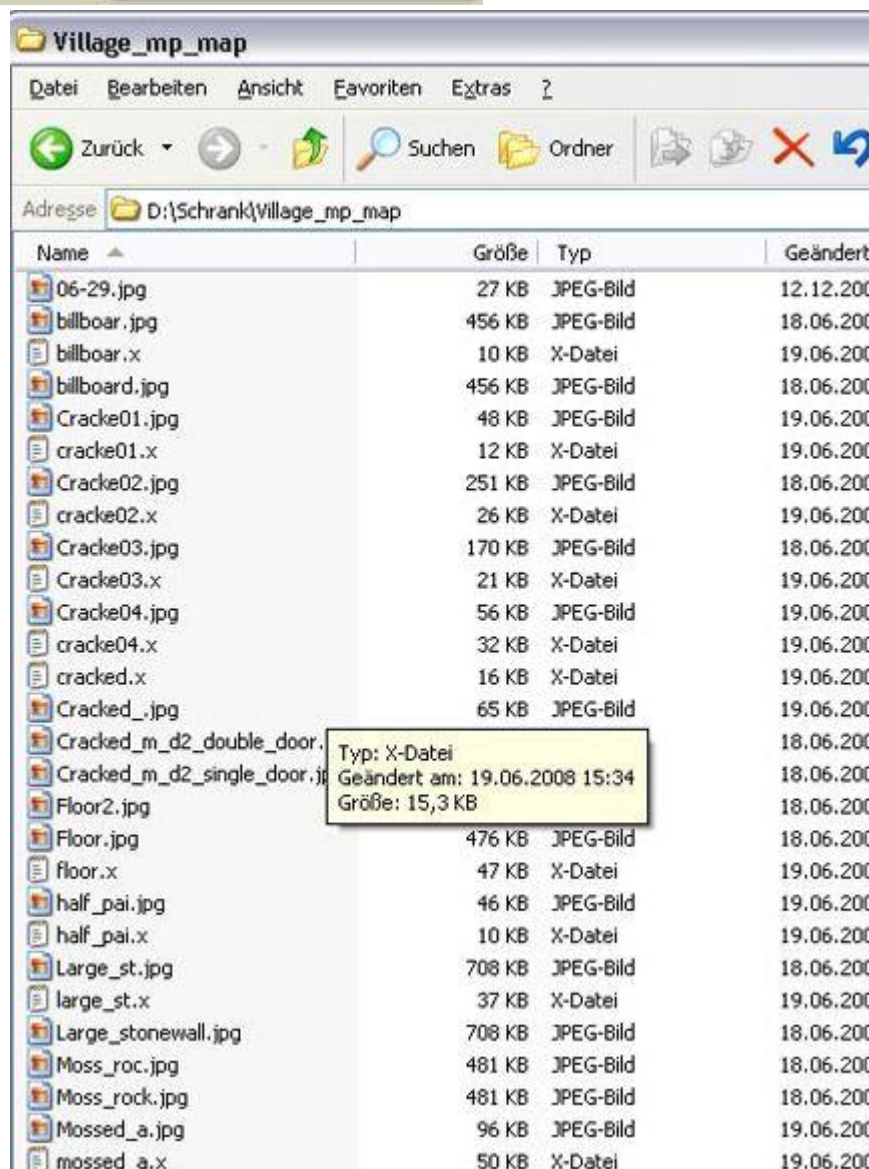 Village_mp_map
Datei Bearbeiten Ansicht Favoriten Extras ?
Zurück Suchen Ordner
Adresse D:\Schrank\Village_mp_map
Name Größe Typ Geändert
06-29.jpg 27 KB JPEG-Bild 12.12.200
billboar.jpg 456 KB JPEG-Bild 18.06.200
billboar.x 10 KB X-Datei 19.06.200
billboard.jpg 456 KB JPEG-Bild 18.06.200
Cracke01.jpg 48 KB JPEG-Bild 19.06.200
cracke01.x 12 KB X-Datei 19.06.200
Cracke02.jpg 251 KB JPEG-Bild 18.06.200
cracke02.x 26 KB X-Datei 19.06.200
Cracke03.jpg 170 KB JPEG-Bild 18.06.200
Cracke03.x 21 KB X-Datei 19.06.200
Cracke04.jpg 56 KB JPEG-Bild 19.06.200
cracke04.x 32 KB X-Datei 19.06.200
cracked.x 16 KB X-Datei 19.06.200
Cracked_.jpg 65 KB JPEG-Bild 19.06.200
Cracked_m_d2_double_door. 18.06.200
Cracked_m_d2_single_door.j 18.06.200
Typ: X-Datei
Geändert am: 19.06.2008 15:34
Größe: 15,3 KB
Floor2.jpg 18.06.200
Floor.jpg 476 KB JPEG-Bild 18.06.200
floor.x 47 KB X-Datei 19.06.200
half_pai.jpg 46 KB JPEG-Bild 19.06.200
half_pai.x 10 KB X-Datei 19.06.200
Large_st.jpg 708 KB JPEG-Bild 18.06.200
large_st.x 37 KB X-Datei 19.06.200
Large_stonewall.jpg 708 KB JPEG-Bild 18.06.200
Moss_roc.jpg 481 KB JPEG-Bild 18.06.200
Moss_rock.jpg 481 KB JPEG-Bild 18.06.200
Mossed_a.jpg 96 KB JPEG-Bild 19.06.200
mossed_a.x 50 KB X-Datei 19.06.200